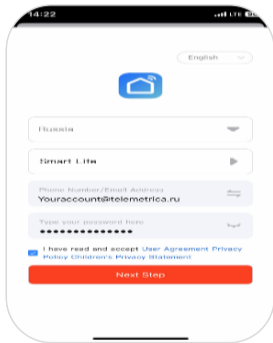 14:22
LTE
English
Russia
Smart Life
Phone Number/Email Address
Youraccount@telemetrica.ru
Type your password here
I have read and accept User Agreement Privacy
Policy Children's Privacy Statement
Next Step